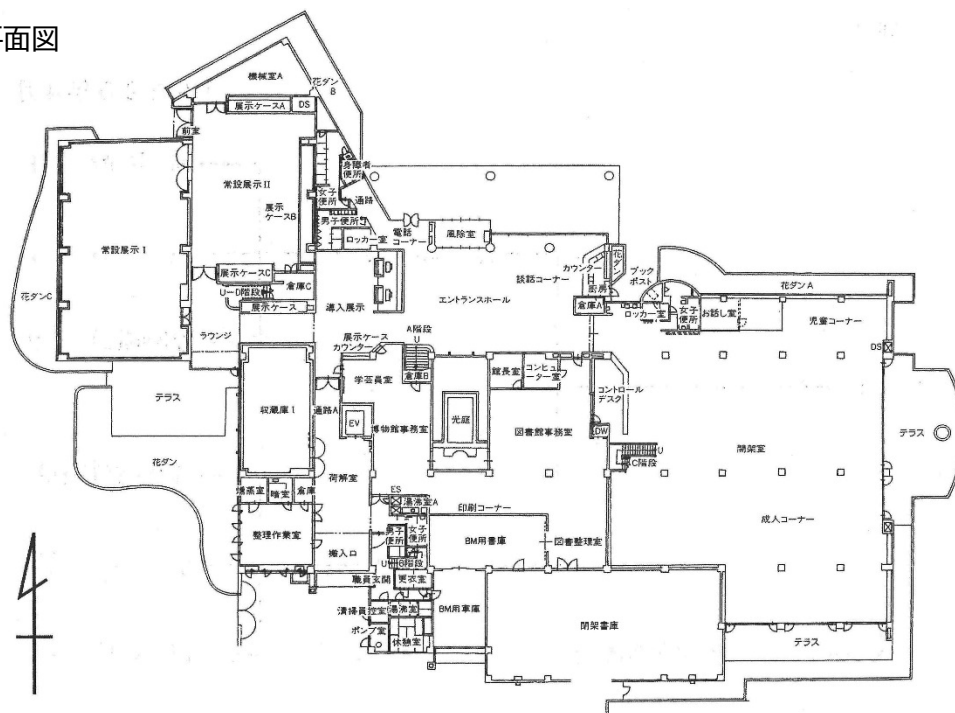 面図
機械室A
花ダン
B
展示ケースA
DS
前室
常設展示Ⅱ
展示
ケースB
身障者
便所
女子
便所
通路
男子便所
ロッカー室
電話
コーナー
風除室
常設展示Ⅰ
花ダンC
展示ケースC
U-D階段
倉庫C
展示ケース
ラウンジ
導入展示
エントランスホール
談話コーナー
カウンター
花ダン
厨房
倉庫A
ブック
ポスト
ロッカー室
女子
便所
お話し室
花ダンA
児童コーナー
DS
展示ケース
カウンター
A階段
U
倉庫B
学芸員室
館長室
コンピュ
ーター室
コントロール
デスク
テラス
収蔵庫1
通路A
EV
博物館事務室
光庭
図書館事務室
DW
U
C階段
開架室
テラス
花ダン
燻蒸室
暗室
倉庫
荷解室
ES
湯沸室A
印刷コーナー
成人コーナー
整理作業室
搬入口
男子
便所
女子
便所
U
B階段
BM用書庫
図書整理室
職員玄関
更衣室
清掃員控室
湯沸室
BM用車庫
閉架書庫
ポンプ室
休憩室
テラス